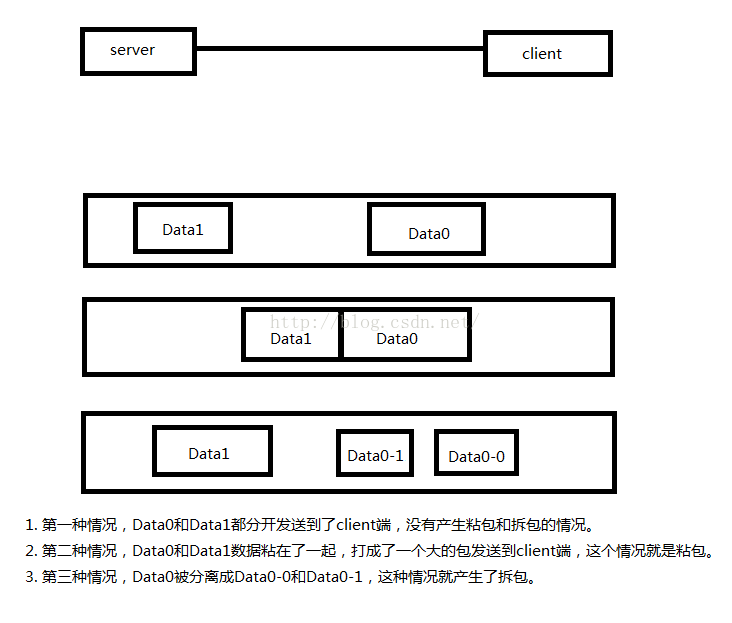 server
client
Data1
Data0
http://blog.csdn.net/
Data1
Data0
Data1
Data0-1
Data0-0
1. 第一种情况，Data0和Data1都分开发送到了client端，没有产生粘包和拆包的情况。
2. 第二种情况，Data0和Data1数据粘在了一起，打成了一个大的包发送到client端，这个情况就是粘包。
3. 第三种情况，Data0被分离成Data0-0和Data0-1，这种情况就产生了拆包。